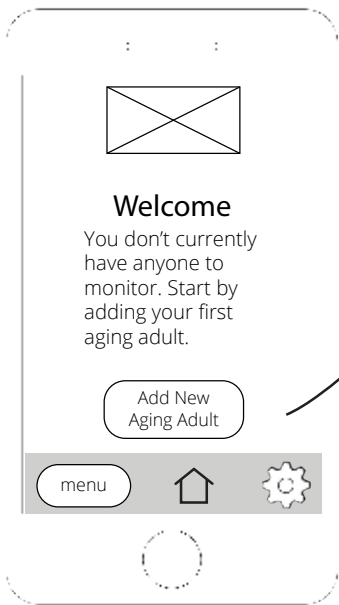 Welcome
You don’t currently
have anyone to
monitor. Start by
adding your first
aging adult.
Add New
Aging Adult
menu